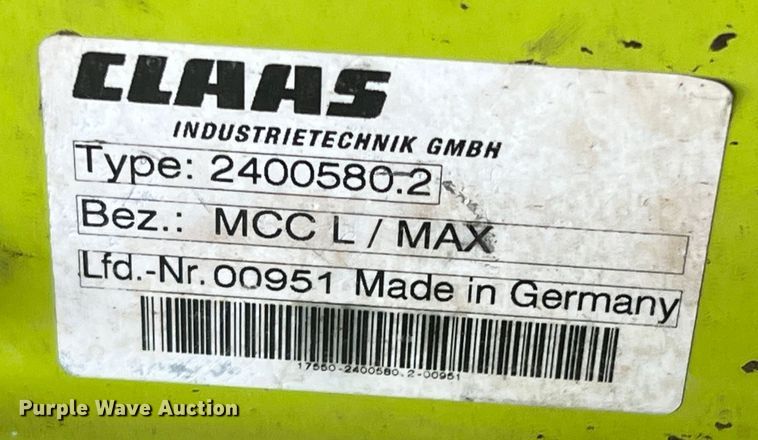 CLAAS
INDUSTRIETECHNIK GMBH
Type: 2400580.2
Bez.: MCC L / MAX
Lfd.-Nr. 00951 Made in Germany
17550-2400580.2-00951
Purple Wave Auction